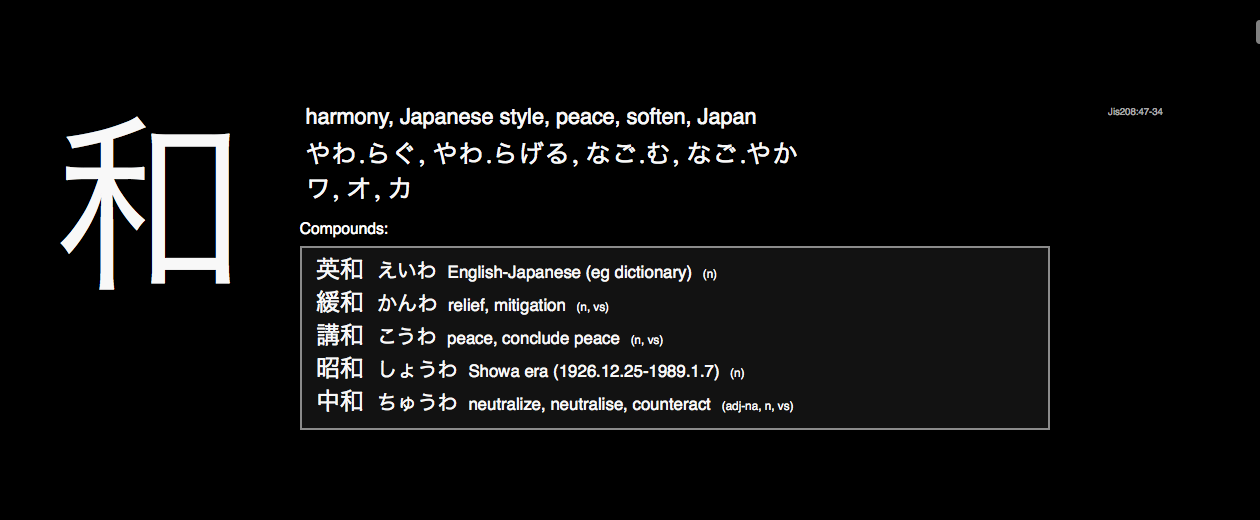 和
harmony, Japanese style, peace, soften, Japan
Jis208:47-34
やわ.らぐ, やわ.らげる, なご.む, なご.やか
ワ, オ, カ
Compounds:
英和 えいわ English-Japanese (eg dictionary) (n)
緩和 かんわ relief, mitigation (n, vs)
講和 こうわ peace, conclude peace (n, vs)
昭和 しょうわ Showa era (1926.12.25-1989.1.7) (n)
中和 ちゅうわ neutralize, neutralise, counteract (adj-na, n, vs)